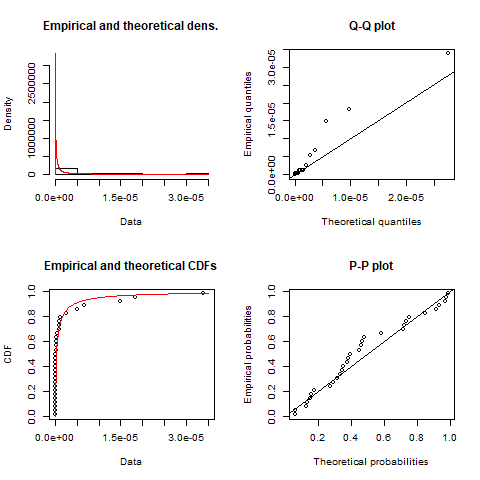 Empirical and theoretical dens.
Density
0 1000000 2500000
0.0e+00 1.5e-05 3.0e-05
Data
Q-Q plot
Empirical quantiles
0.0e+00 1.5e-05 3.0e-05
0.0e+00 1.0e-05 2.0e-05
Theoretical quantiles
Empirical and theoretical CDFs
CDF
0.0 0.2 0.4 0.6 0.8 1.0
0.0e+00 1.5e-05 3.0e-05
Data
P-P plot
Empirical probabilities
0.0 0.2 0.4 0.6 0.8 1.0
0.2 0.4 0.6 0.8 1.0
Theoretical probabilities